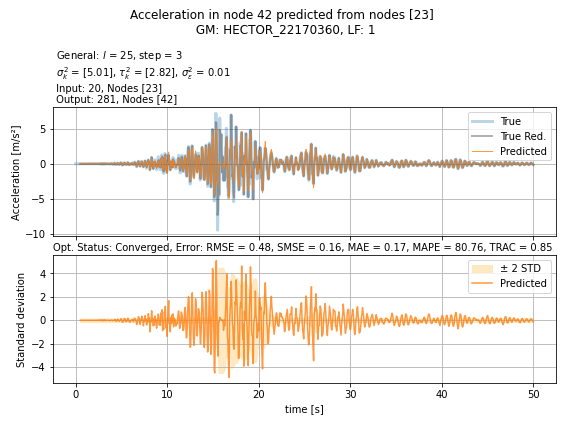 Acceleration in node 42 predicted from nodes [23]
GM: HECTOR_22170360, LF: 1
General: l = 25, step = 3
σ²ₖ = [5.01], τ²ₖ = [2.82], σ²ε = 0.01
Input: 20, Nodes [23]
Output: 281, Nodes [42]
True
True Red.
Predicted
Acceleration [m/s²]
5
0
−5
−10
Opt. Status: Converged, Error: RMSE = 0.48, SMSE = 0.16, MAE = 0.17, MAPE = 80.76, TRAC = 0.85
± 2 STD
Predicted
Standard deviation
4
2
0
−2
−4
0 10 20 30 40 50
time [s]